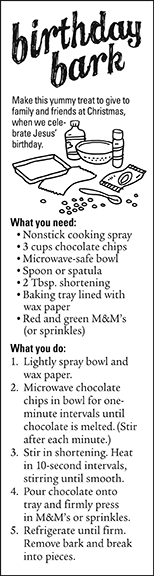 birthday
bark
Make this yummy treat to give to
family and friends at Christmas,
when we cele-
brate Jesus'
birthday.
What you need:
• Nonstick cooking spray
• 3 cups chocolate chips
• Microwave-safe bowl
• Spoon or spatula
• 2 Tbsp. shortening
• Baking tray lined with
wax paper
• Red and green M&M's
(or sprinkles)
What you do:
1. Lightly spray bowl and
wax paper.
2. Microwave chocolate
chips in bowl for one-
minute intervals until
chocolate is melted. (Stir
after each minute.)
3. Stir in shortening. Heat
in 10-second intervals,
stirring until smooth.
4. Pour chocolate onto
tray and firmly press
in M&M's or sprinkles.
5. Refrigerate until firm.
Remove bark and break
into pieces.